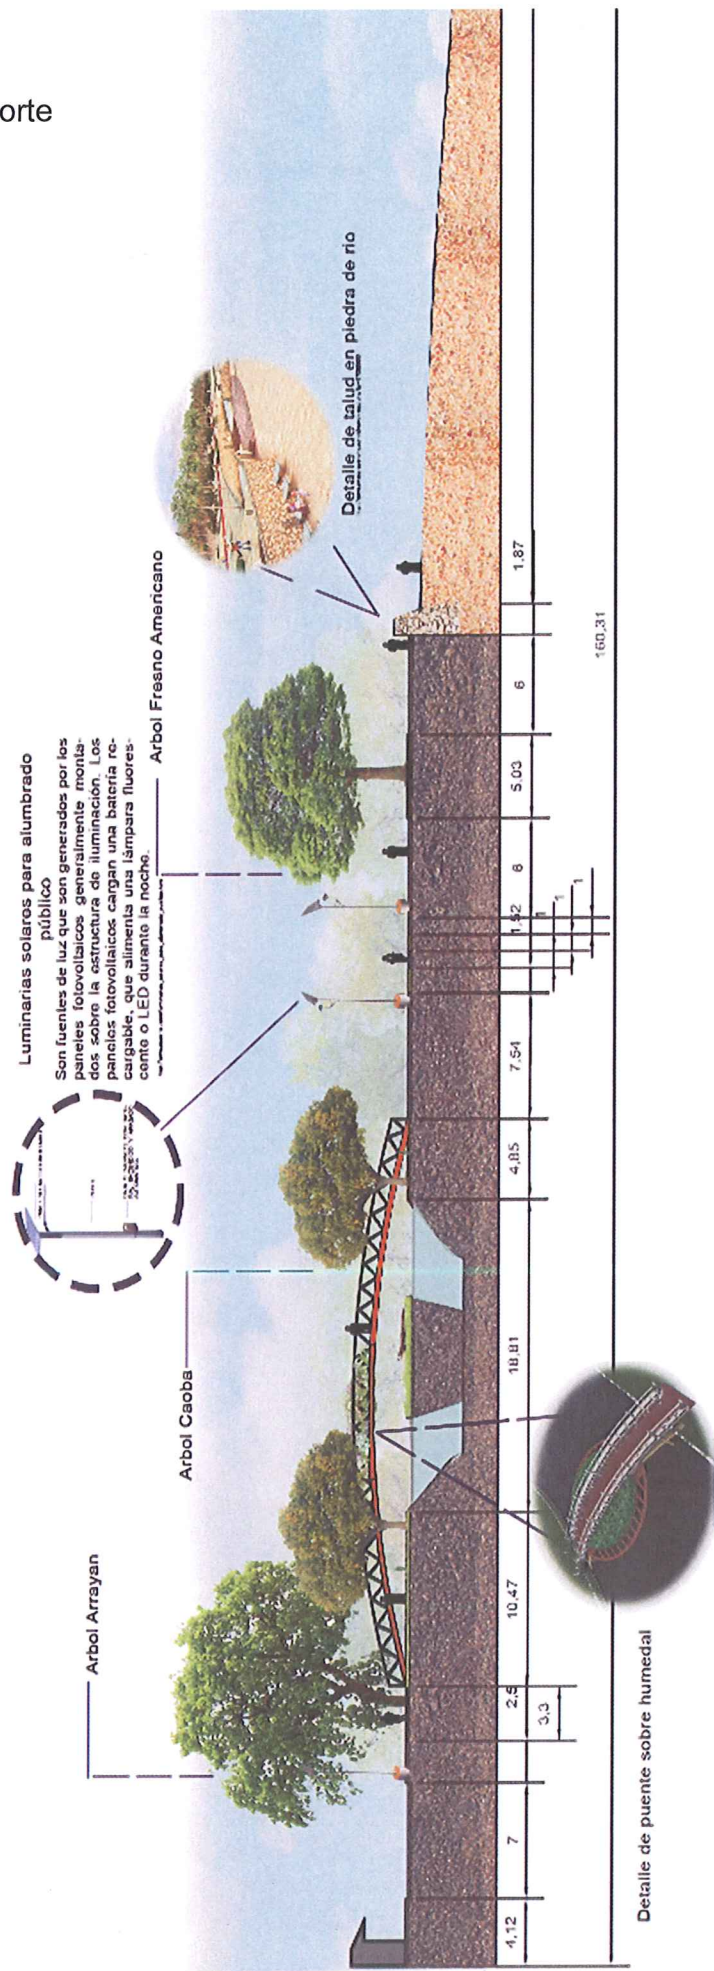 orte
Luminarias solaros para alumbrado
público
Son fuentes de luz que son generados por los
paneles fotovoltaicos generalmente monta-
dos sobre la estructura de iluminación. Los
panelos fotovoltaicos cargan una batería re-
cargable, que alimenta una lámpara fluores-
cente o LED durante la noche.
Arbol Arrayan
Arbol Caoba
Arbol Fresno Americano
Detalle de talud en piedra de río
4,12
7
2,5
3,3
10,47
18,81
4,85
7,54
1
1,52
1
1
6
5,03
6
1,87
160,31
Detalle de puente sobre humedal